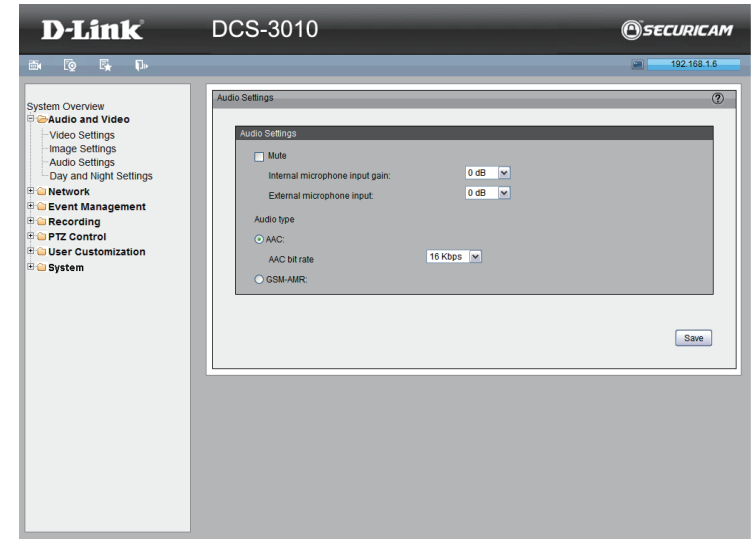 D-Link
DCS-3010
SECURICAM
192.168.1.6
System Overview
Audio and Video
Video Settings
Image Settings
Audio Settings
Day and Night Settings
Network
Event Management
Recording
PTZ Control
User Customization
System
Audio Settings
?
Audio Settings
Mute
Internal microphone input gain:
0 dB
External microphone input:
0 dB
Audio type
AAC:
AAC bit rate
16 Kbps
GSM-AMR:
Save